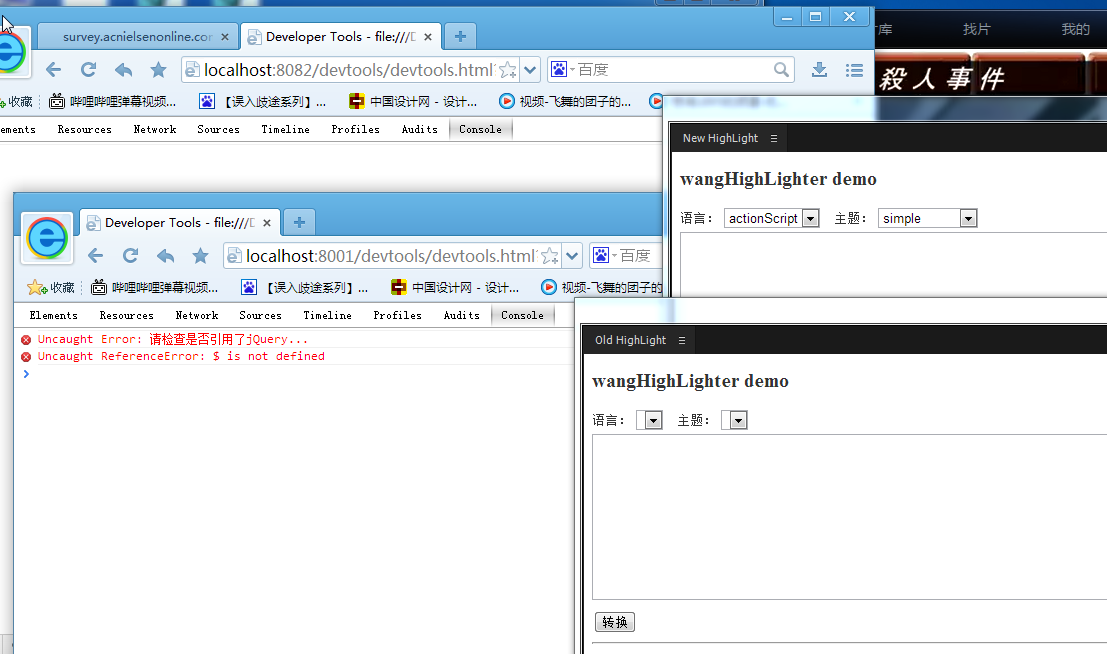 survey.acnielsenonline.cor
Developer Tools - file:///D
localhost:8082/devtools/devtools.html
百度
收藏
哔哩哔哩弹幕视频...
【误入歧途系列】...
中国设计网 - 设计...
视频-飞舞的团子的...
ements
Resources
Network
Sources
Timeline
Profiles
Audits
Console
库
找片
我的
殺人事件
New HighLight
wangHighLighter demo
语言：
actionScript
主题：
simple
Developer Tools - file:///D
localhost:8001/devtools/devtools.html
百度
收藏
哔哩哔哩弹幕视频...
【误入歧途系列】...
中国设计网 - 设计...
视频-飞舞的团子的
Elements
Resources
Network
Sources
Timeline
Profiles
Audits
Console
Uncaught Error: 请检查是否引用了jQuery...
Uncaught ReferenceError: $ is not defined
Old HighLight
wangHighLighter demo
语言：
主题：
转换